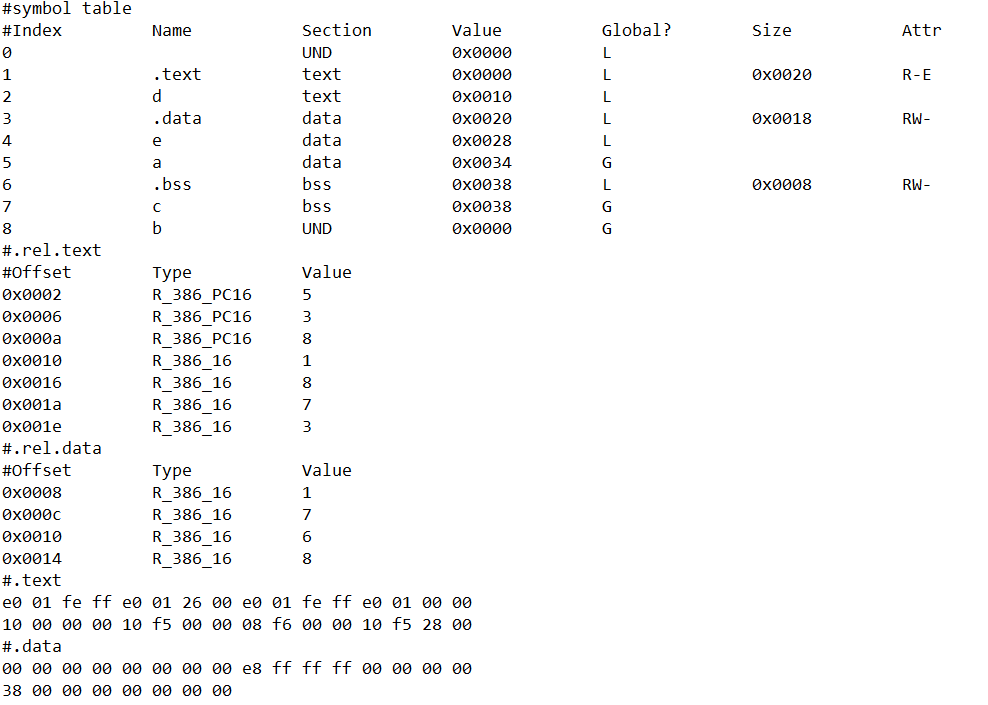 #symbol table
#Index Name Section Value Global? Size Attr
0 UND 0x0000 L
1 .text text 0x0000 L 0x0020 R-E
2 d text 0x0010 L
3 .data data 0x0020 L 0x0018 RW-
4 e data 0x0028 L
5 a data 0x0034 G
6 .bss bss 0x0038 L 0x0008 RW-
7 c bss 0x0038 G
8 b UND 0x0000 G
#.rel.text
#Offset Type Value
0x0002 R_386_PC16 5
0x0006 R_386_PC16 3
0x000a R_386_PC16 8
0x0010 R_386_16 1
0x0016 R_386_16 8
0x001a R_386_16 7
0x001e R_386_16 3
#.rel.data
#Offset Type Value
0x0008 R_386_16 1
0x000c R_386_16 7
0x0010 R_386_16 6
0x0014 R_386_16 8
#.text
e0 01 fe ff e0 01 26 00 e0 01 fe ff e0 01 00 00
10 00 00 00 10 f5 00 00 08 f6 00 00 10 f5 28 00
#.data
00 00 00 00 00 00 00 00 e8 ff ff ff 00 00 00 00
38 00 00 00 00 00 00 00